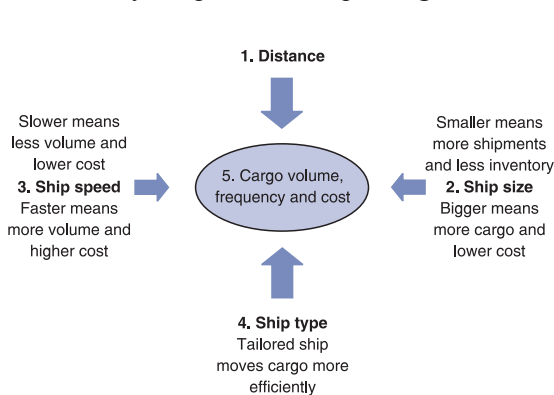 1. Distance
Slower means
less volume and
lower cost
3. Ship speed
Faster means
more volume and
higher cost
5. Cargo volume,
frequency and cost
Smaller means
more shipments
and less inventory
2. Ship size
Bigger means
more cargo and
lower cost
4. Ship type
Tailored ship
moves cargo more
efficiently